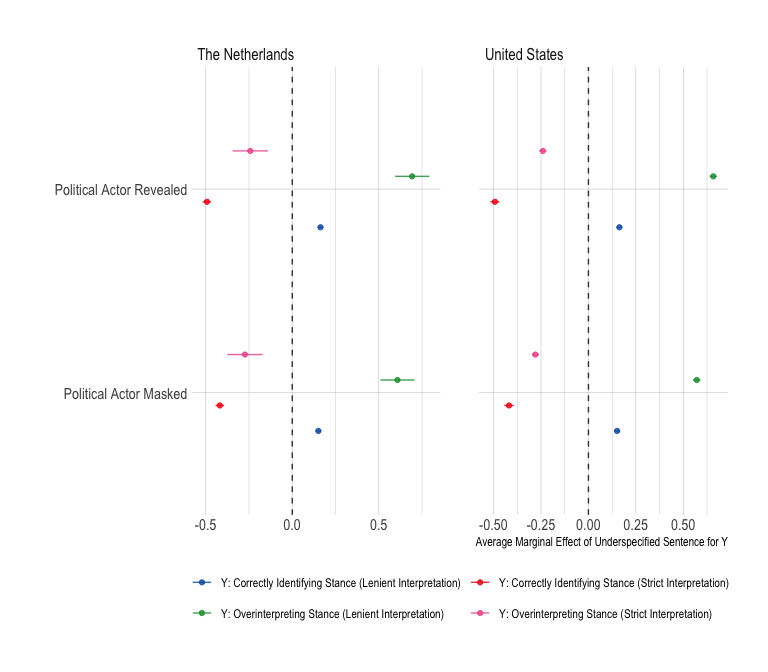 The Netherlands
United States
Political Actor Revealed
Political Actor Masked
-0.5 0.0 0.5
-0.50 -0.25 0.00 0.25 0.50
Average Marginal Effect of Underspecified Sentence for Y
Y: Correctly Identifying Stance (Lenient Interpretation)
Y: Correctly Identifying Stance (Strict Interpretation)
Y: Overinterpreting Stance (Lenient Interpretation)
Y: Overinterpreting Stance (Strict Interpretation)